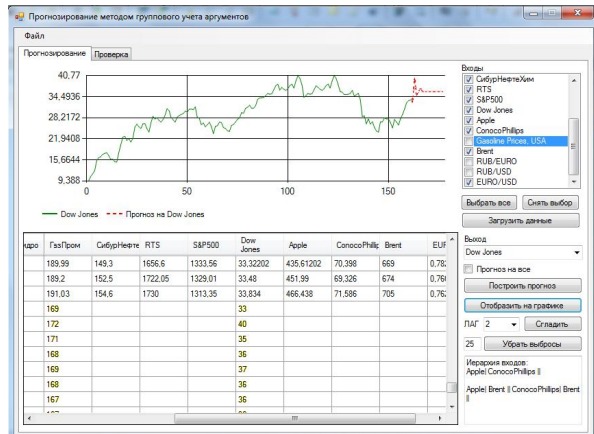 Прогнозирование методом группового учета аргументов
Файл
Прогнозирование Проверка
40,77
34,4936
28,2172
21,9408
15,6644
9,388
0 50 100 150
Dow Jones Прогноз на Dow Jones
Входы
СибурНефтеХим
RTS
S&P500
Dow Jones
Apple
ConocoPhillips
Gasoline Prices, USA
Brent
RUB/EURO
RUB/USD
EURO/USD
Выбрать все Снять выбор
Загрузить данные
Выход
Dow Jones
Прогноз на все
Построить прогноз
Отобразить на графике
ЛАГ 2 Сгладить
25 Убрать выбросы
Иерархия входов:
Apple| ConocoPhillips ||
Apple| Brent || ConocoPhillips| Brent
||
ндро ГазПром СибурНефте RTS S&P500 Dow Jones Apple ConocoPhillip Brent EUF
189,99 149,3 1656,6 1333,56 33,32202 435,61202 70,398 669 0,78
189,2 152,5 1722,05 1329,01 33,48 451,99 69,326 674 0,76
191,03 154,6 1730 1313,35 33,834 466,438 71,586 705 0,76
169 33
172 40
171 35
168 36
169 37
168 36
167 36